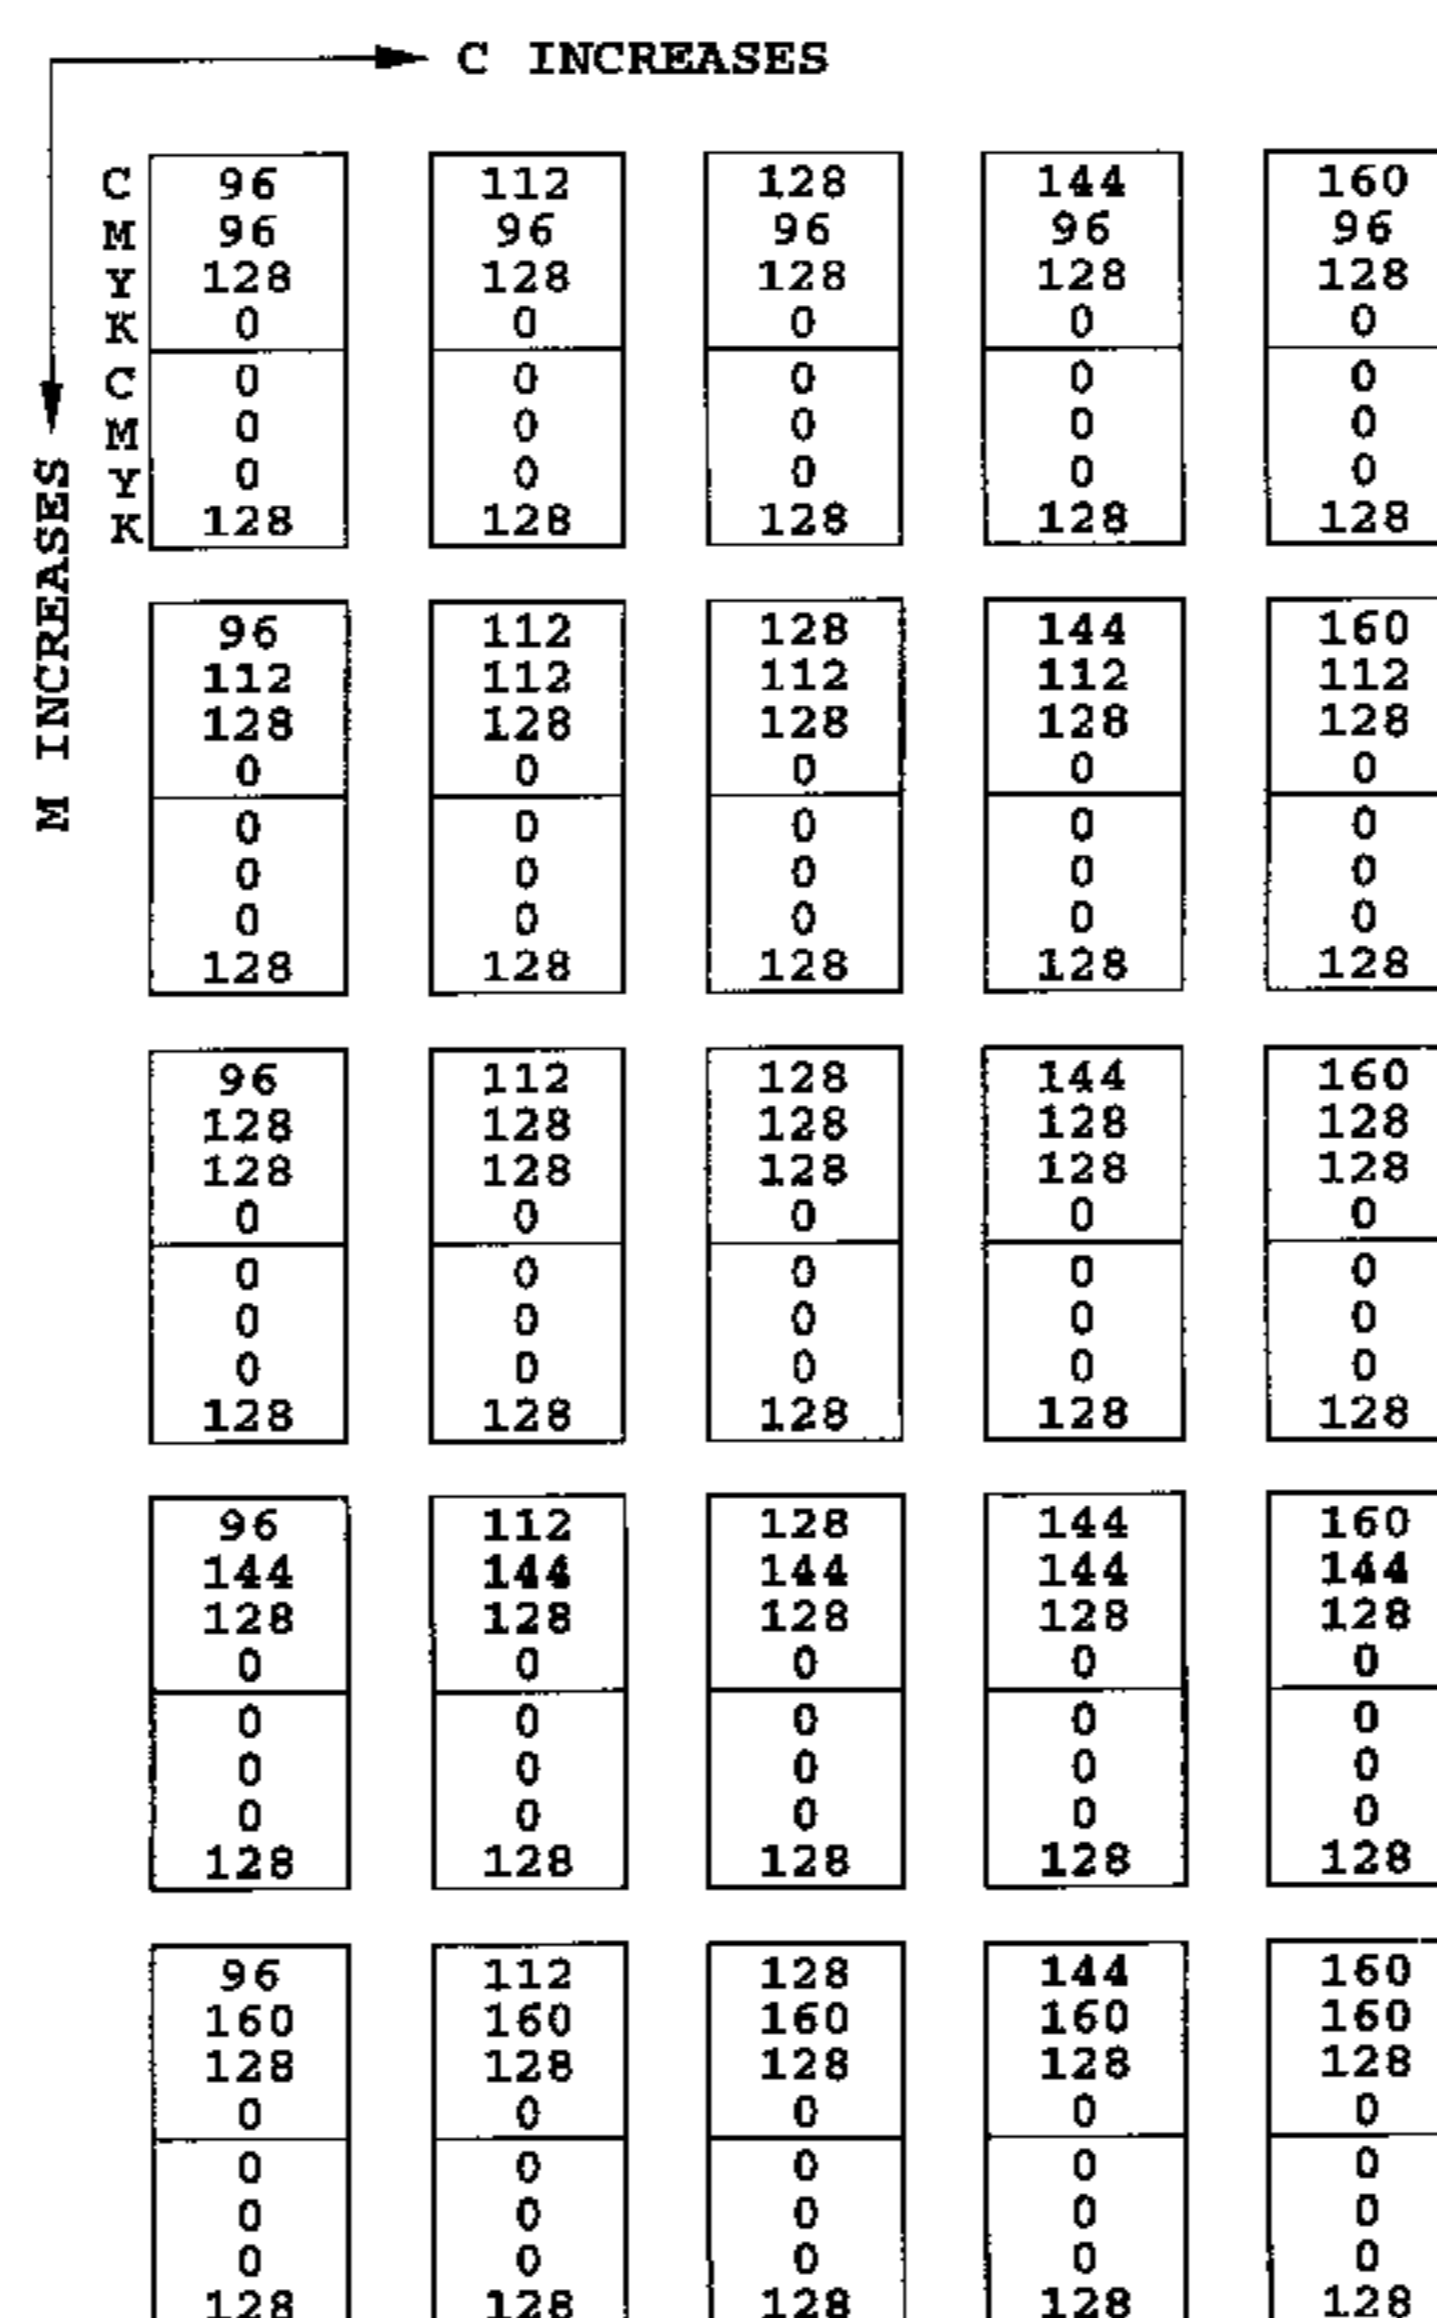 C INCREASES
M INCREASES
C 96 112 128 144 160
M 96 96 96 96 96
Y 128 128 128 128 128
K 0 0 0 0 0
C 0 0 0 0 0
M 0 0 0 0 0
Y 0 0 0 0 0
K 128 128 128 128 128
96 112 128 144 160
112 112 112 112 112
128 128 128 128 128
0 0 0 0 0
0 0 0 0 0
0 0 0 0 0
0 0 0 0 0
128 128 128 128 128
96 112 128 144 160
128 128 128 128 128
128 128 128 128 128
0 0 0 0 0
0 0 0 0 0
0 0 0 0 0
0 0 0 0 0
128 128 128 128 128
96 112 128 144 160
144 144 144 144 144
128 128 128 128 128
0 0 0 0 0
0 0 0 0 0
0 0 0 0 0
0 0 0 0 0
128 128 128 128 128
96 112 128 144 160
160 160 160 160 160
128 128 128 128 128
0 0 0 0 0
0 0 0 0 0
0 0 0 0 0
0 0 0 0 0
128 128 128 128 128